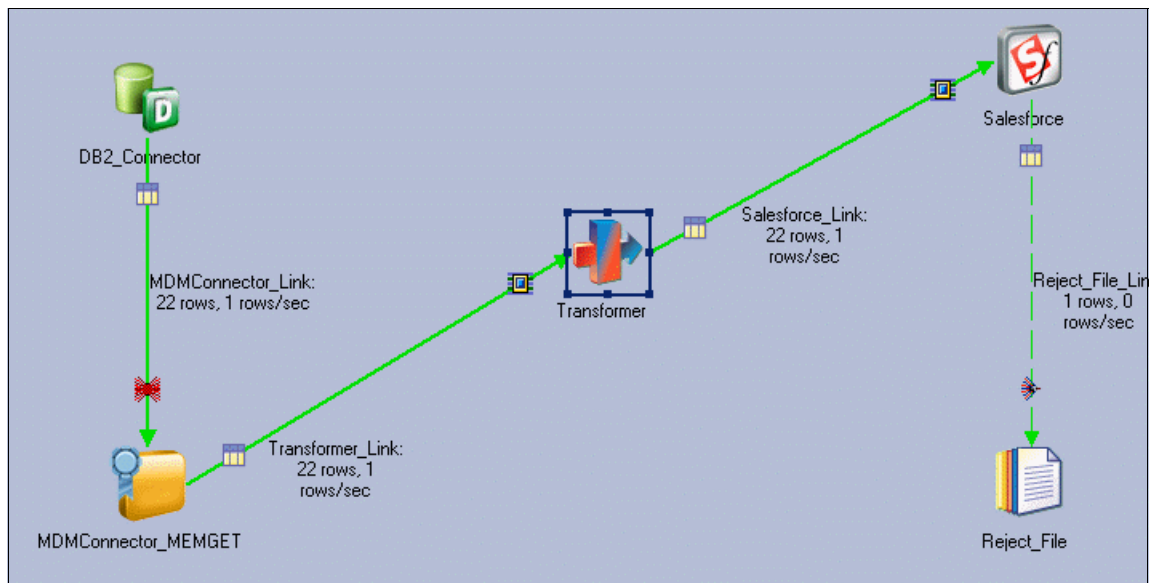 DB2_Connector
MDMConnector_Link:
22 rows, 1 rows/sec
MDMConnector_MEMGET
Transformer_Link:
22 rows, 1
rows/sec
Transformer
Salesforce_Link:
22 rows, 1
rows/sec
Salesforce
Reject_File_Lin
1 rows, 0
rows/sec
Reject_File